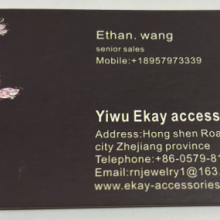 Ethan. wang
senior sales
Mobile:+18957973339
Yiwu Ekay access
Address:Hong shen Roa
city Zhejiang province
Telephone:+86-0579-81
Email:rnjewelry1@163.
www.ekay-accessories